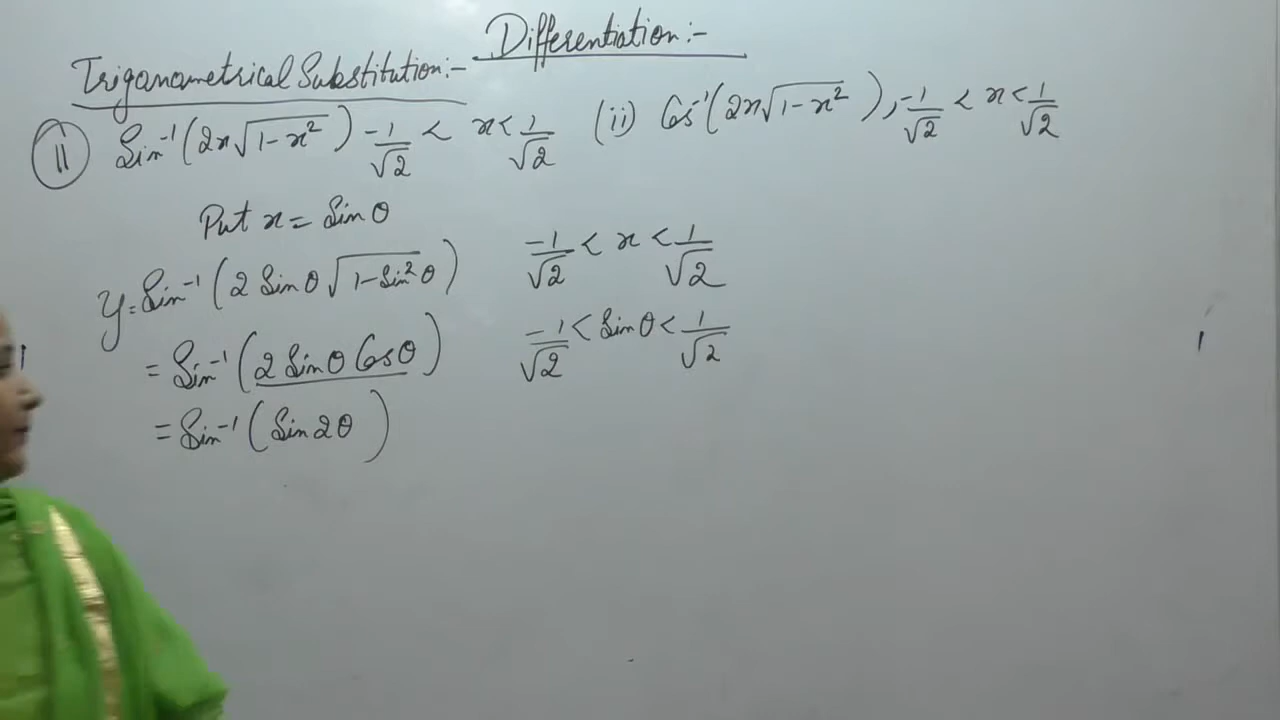 Differentiation:-
Trigonometrical Substitution:-
11 Sin⁻¹(2x√1-x²) -1/√2 < x < 1/√2 (ii) Cos⁻¹(2x√1-x²), -1/√2 < x < 1/√2
Put x = Sin θ
y = Sin⁻¹(2 Sin θ √1-Sin²θ) -1/√2 < x < 1/√2
= Sin⁻¹(2 Sin θ Cos θ) -1/√2 < Sin θ < 1/√2
= Sin⁻¹(Sin 2θ)